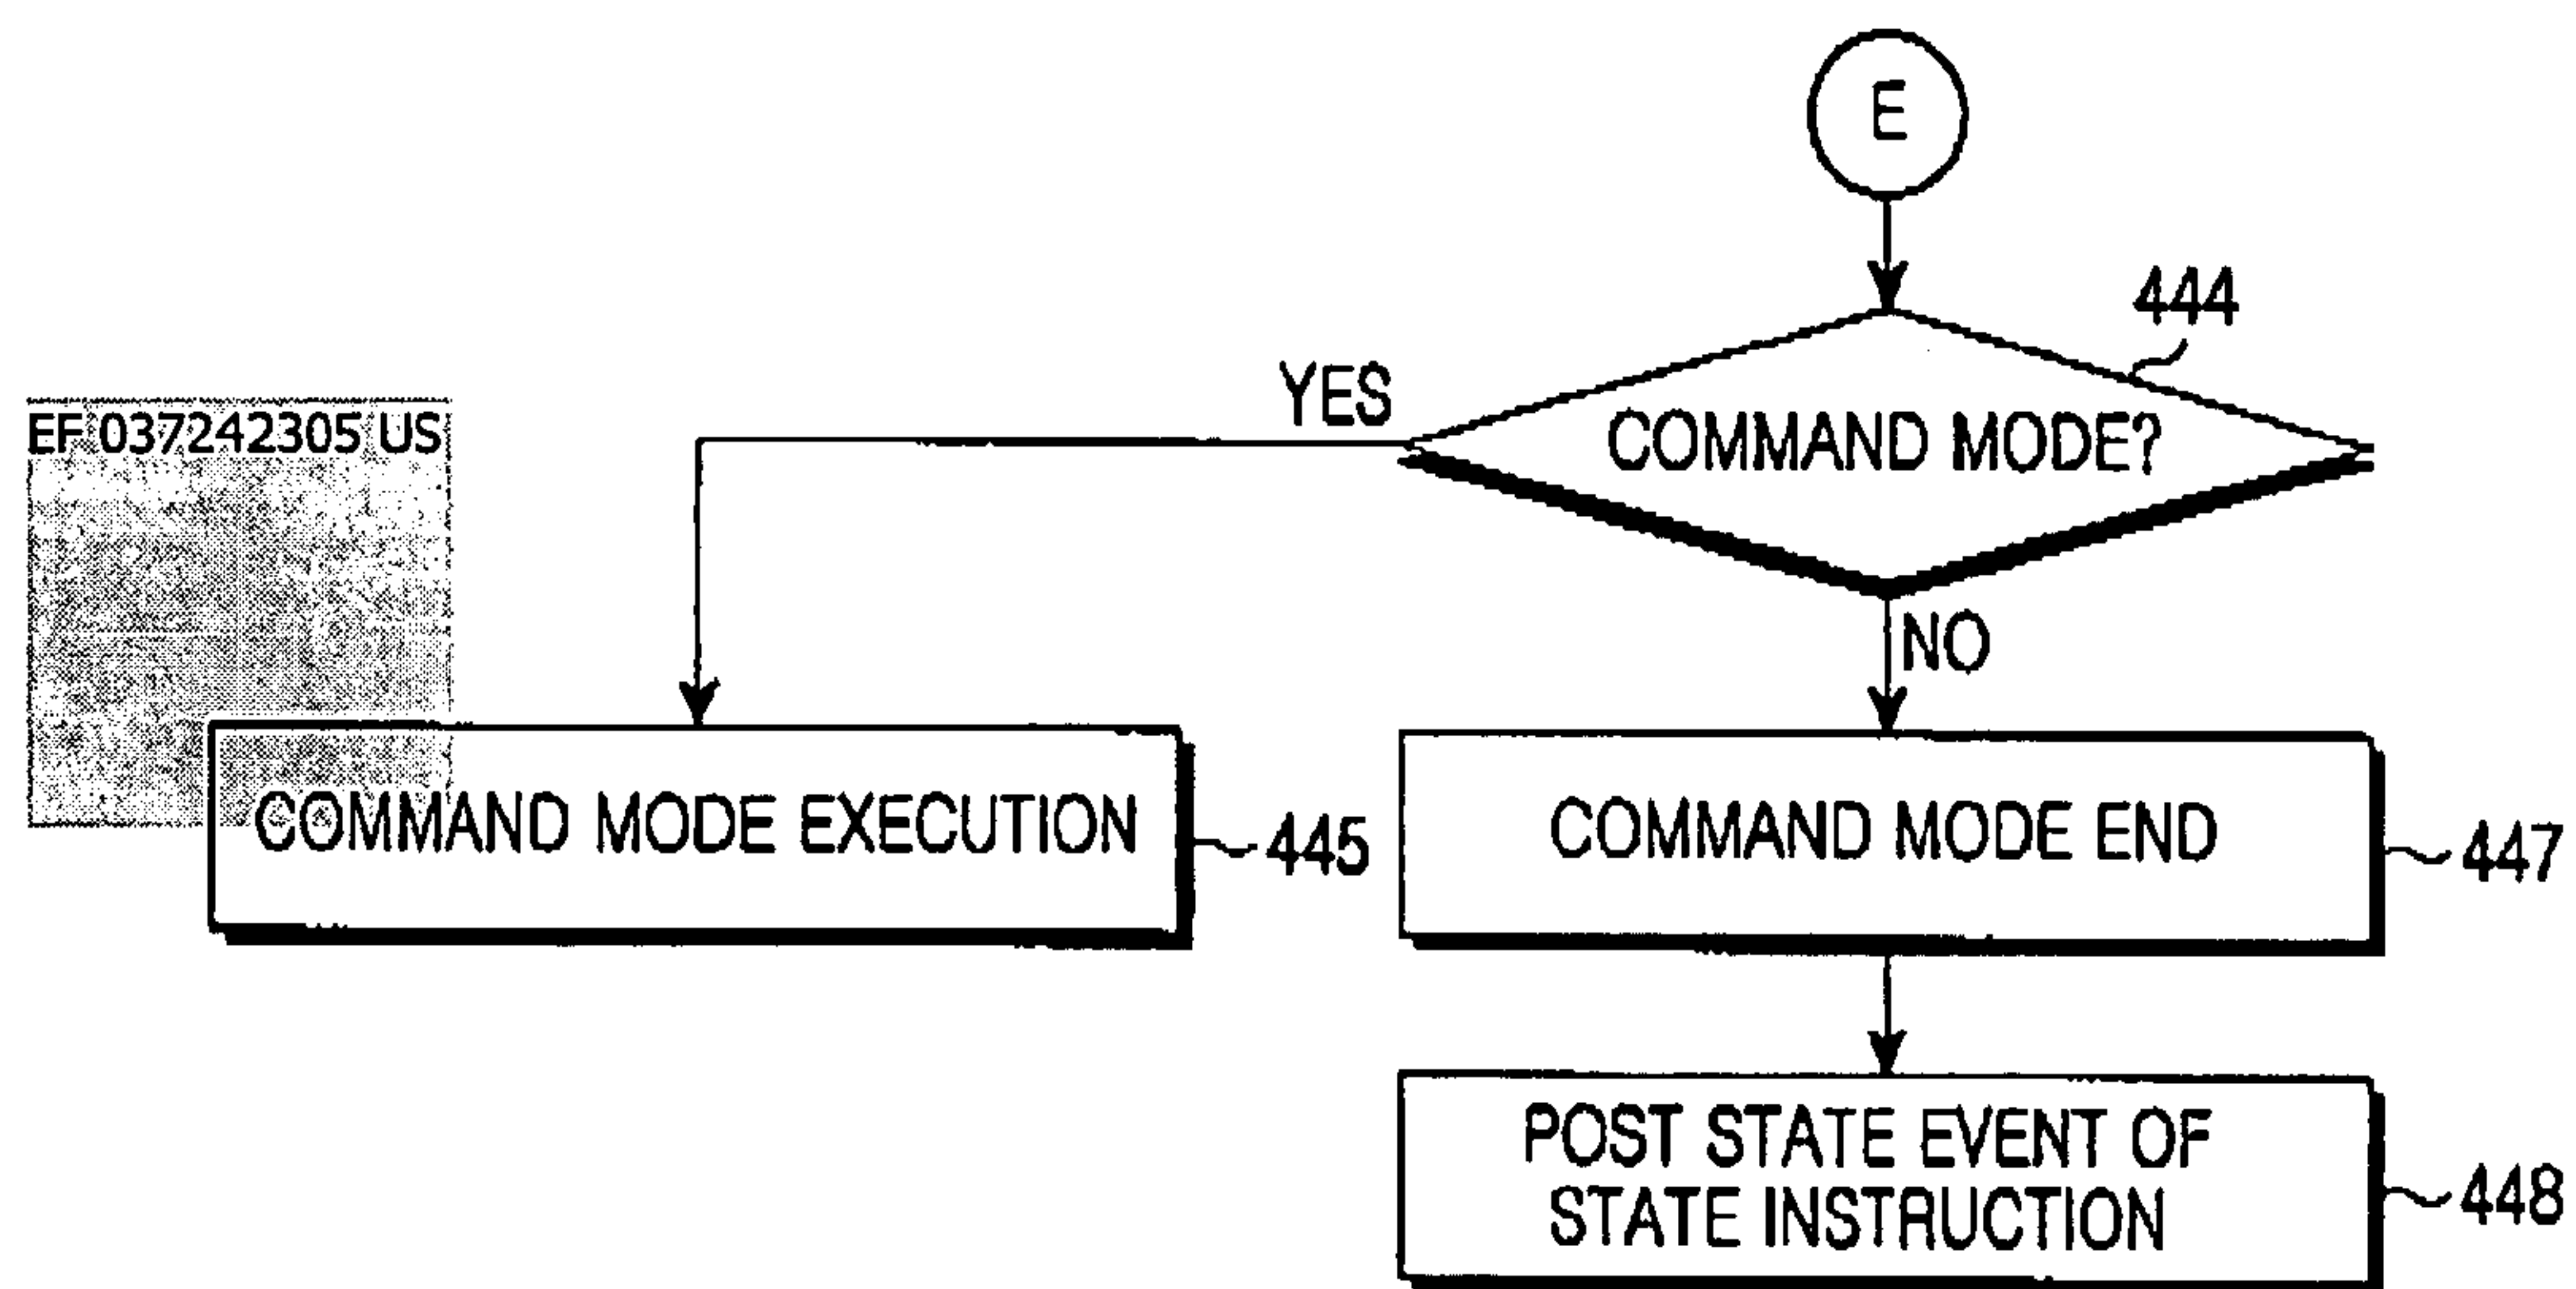 E
444
YES
EF 037242305 US
COMMAND MODE?
NO
COMMAND MODE EXECUTION
445
COMMAND MODE END
447
POST STATE EVENT OF
STATE INSTRUCTION
448